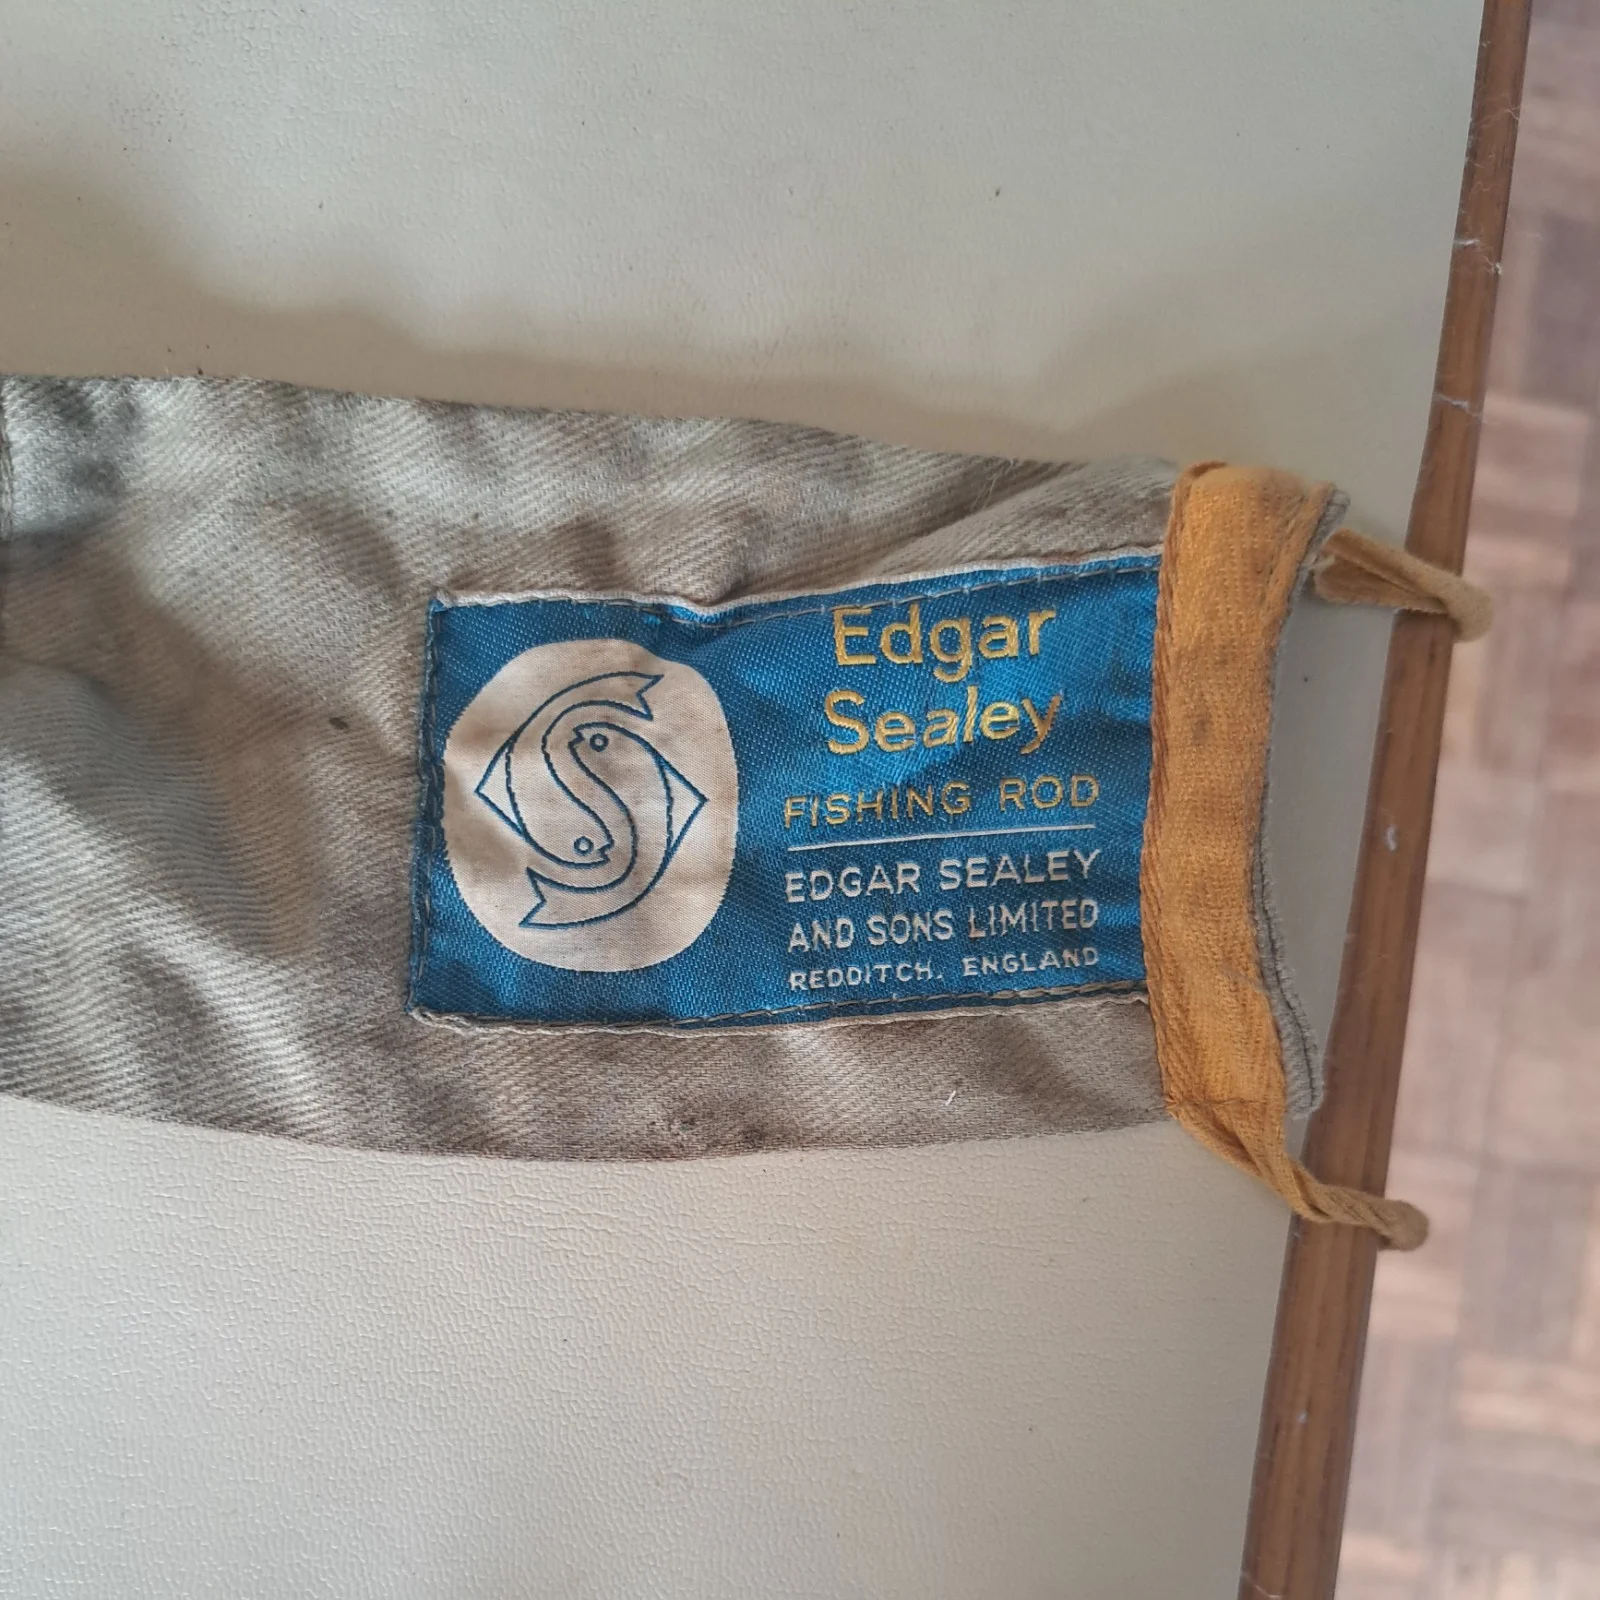 Edgar
Sealey
FISHING ROD
EDGAR SEALEY
AND SONS LIMITED
REDDITCH. ENGLAND